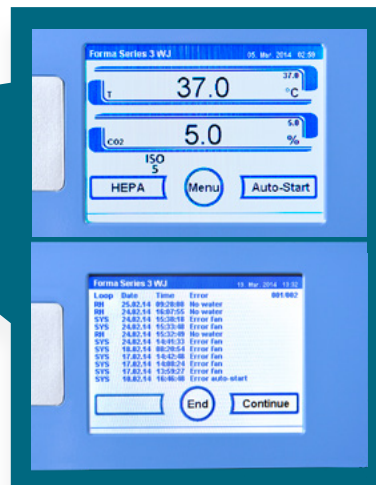 Forma Series 3 WJ 05. Mar. 2014 02:59
37.0
T 37.0 °C
5.0
CO2 5.0 %
ISO
5
HEPA Menu Auto-Start
Forma Series 3 WJ Mar. 2014
Loop Date Time Error 001/002
RH 25.02.14 09:28:00 No water
RH 24.02.14 16:07:55 No water
SYS 24.02.14 15:38:18 Error fan
SYS 24.02.14 15:33:48 Error fan
RH 24.02.14 15:32:49 No water
SYS 24.02.14 14:41:33 Error fan
SYS 18.02.14 08:20:54 Error fan
SYS 17.02.14 14:42:46 Error fan
SYS 17.02.14 14:08:24 Error fan
SYS 17.02.14 13:59:27 Error fan
SYS 10.02.14 16:46:46 Error auto-start
End Continue